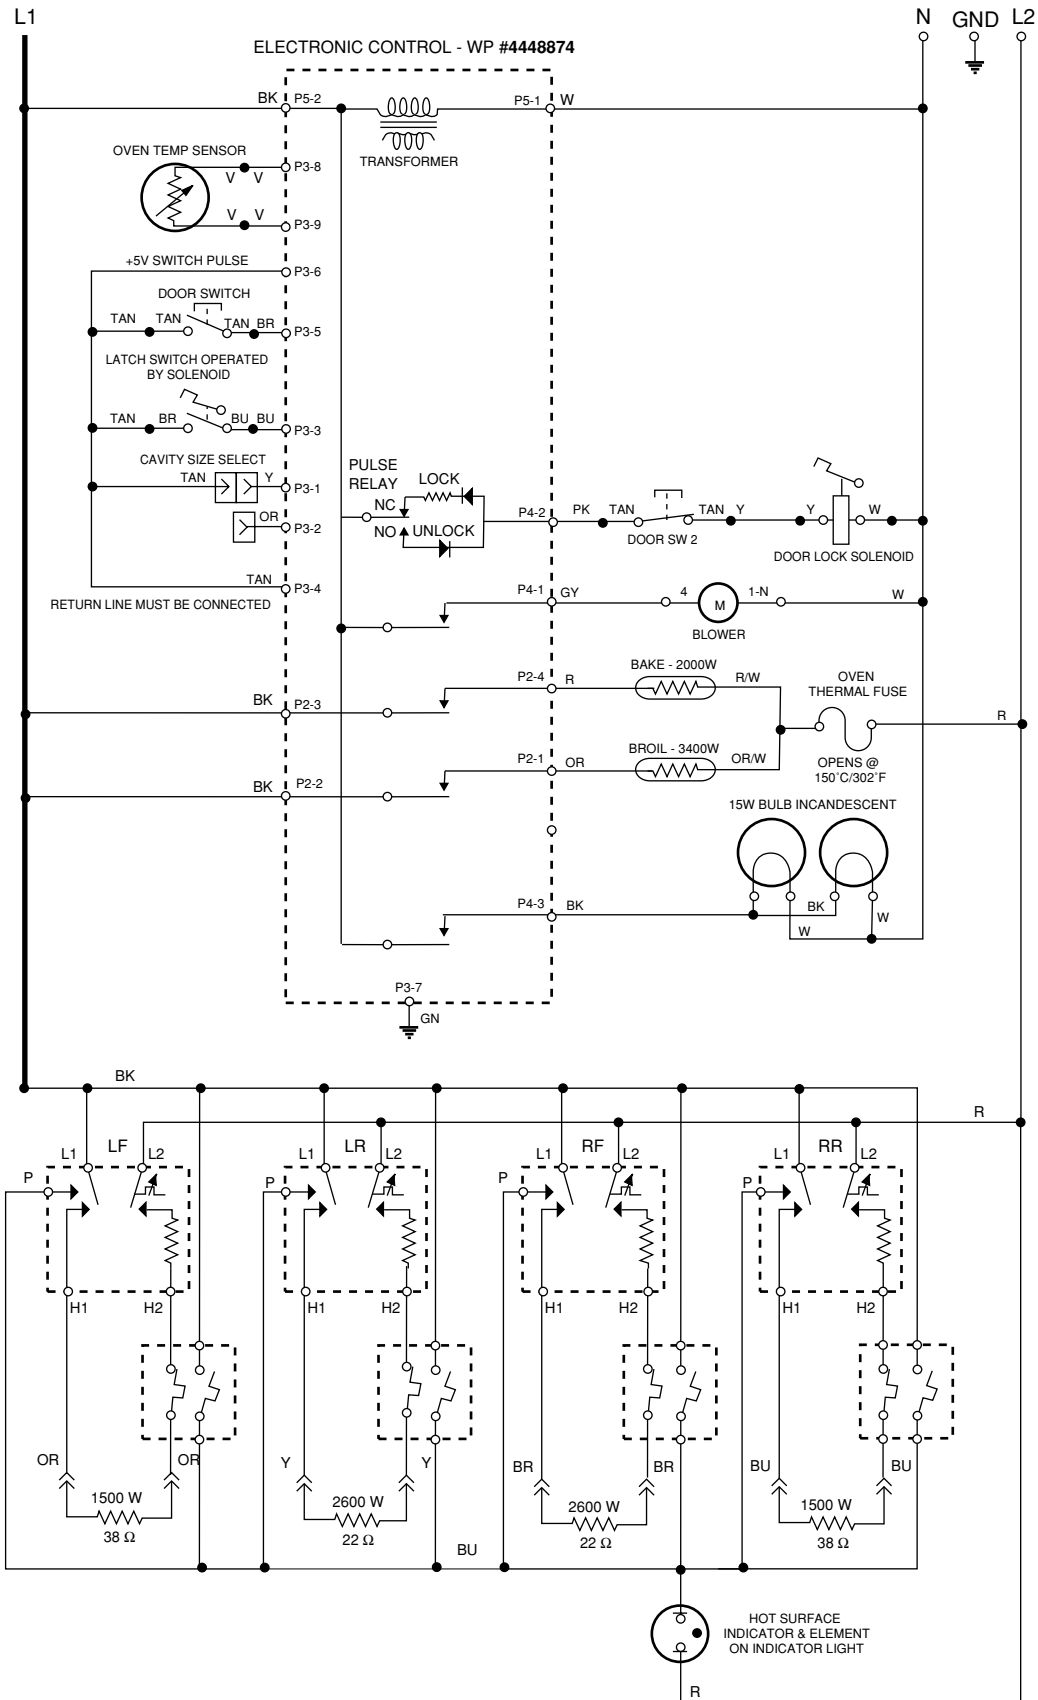 L1
N GND L2
ELECTRONIC CONTROL - WP #4448874
BK P5-2 P5-1 W
TRANSFORMER
OVEN TEMP SENSOR
P3-8
V V
V V
P3-9
+5V SWITCH PULSE
P3-6
DOOR SWITCH
TAN TAN TAN BR P3-5
LATCH SWITCH OPERATED
BY SOLENOID
TAN BR BU BU P3-3
CAVITY SIZE SELECT
TAN Y P3-1
OR P3-2
TAN P3-4
RETURN LINE MUST BE CONNECTED
PULSE
RELAY
LOCK
NC
NO UNLOCK
P4-2 PK TAN TAN Y Y W
DOOR SW 2
DOOR LOCK SOLENOID
P4-1 GY 4 M 1-N W
BLOWER
BAKE - 2000W
P2-4 R R/W
OVEN
THERMAL FUSE
BK P2-3
R
BROIL - 3400W
P2-1 OR OR/W
OPENS @
150˚C/302˚F
BK P2-2
15W BULB INCANDESCENT
P4-3 BK BK W
W
P3-7
GN
BK
R
L1 LF L2
L1 LR L2
L1 RF L2
L1 RR L2
P P P P
H1 H2 H1 H2 H1 H2 H1 H2
OR OR Y Y BR BR BU BU
1500 W
38 Ω
2600 W
22 Ω
2600 W
22 Ω
1500 W
38 Ω
BU
HOT SURFACE
INDICATOR & ELEMENT
ON INDICATOR LIGHT
R